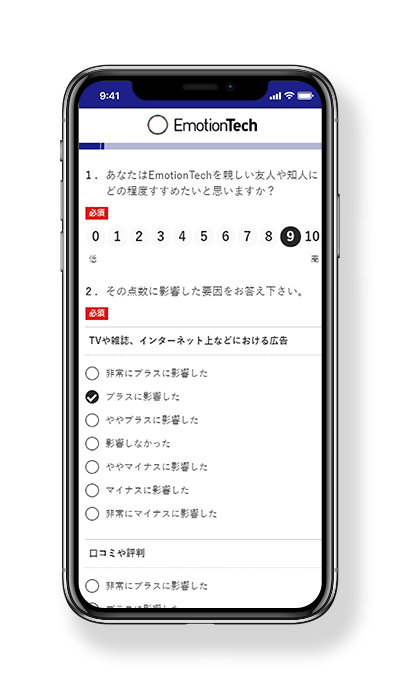 9:41
EmotionTech
1. あなたはEmotionTechを親しい友人や知人に
どの程度すすめたいと思いますか？
必須
0 1 2 3 4 5 6 7 8 9 10
低 高
2. その点数に影響した要因をお答え下さい。
必須
TVや雑誌、インターネット上などにおける広告
非常にプラスに影響した
プラスに影響した
ややプラスに影響した
影響しなかった
ややマイナスに影響した
マイナスに影響した
非常にマイナスに影響した
口コミや評判
非常にプラスに影響した
プラスに影響した